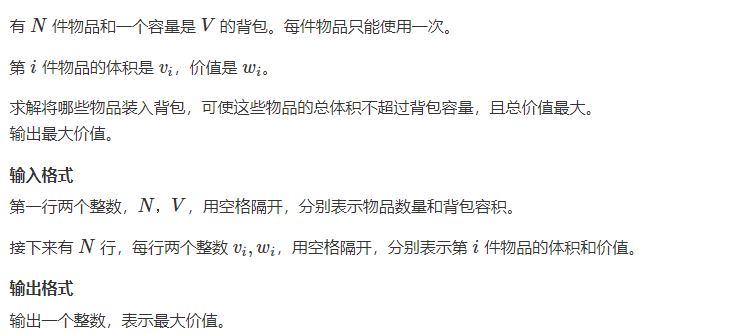 有 N 件物品和一个容量是 V 的背包。每件物品只能使用一次。
第 i 件物品的体积是 vᵢ，价值是 wᵢ。
求解将哪些物品装入背包，可使这些物品的总体积不超过背包容量，且总价值最大。
输出最大价值。
输入格式
第一行两个整数，N，V，用空格隔开，分别表示物品数量和背包容积。
接下来有 N 行，每行两个整数 vᵢ, wᵢ，用空格隔开，分别表示第 i 件物品的体积和价值。
输出格式
输出一个整数，表示最大价值。